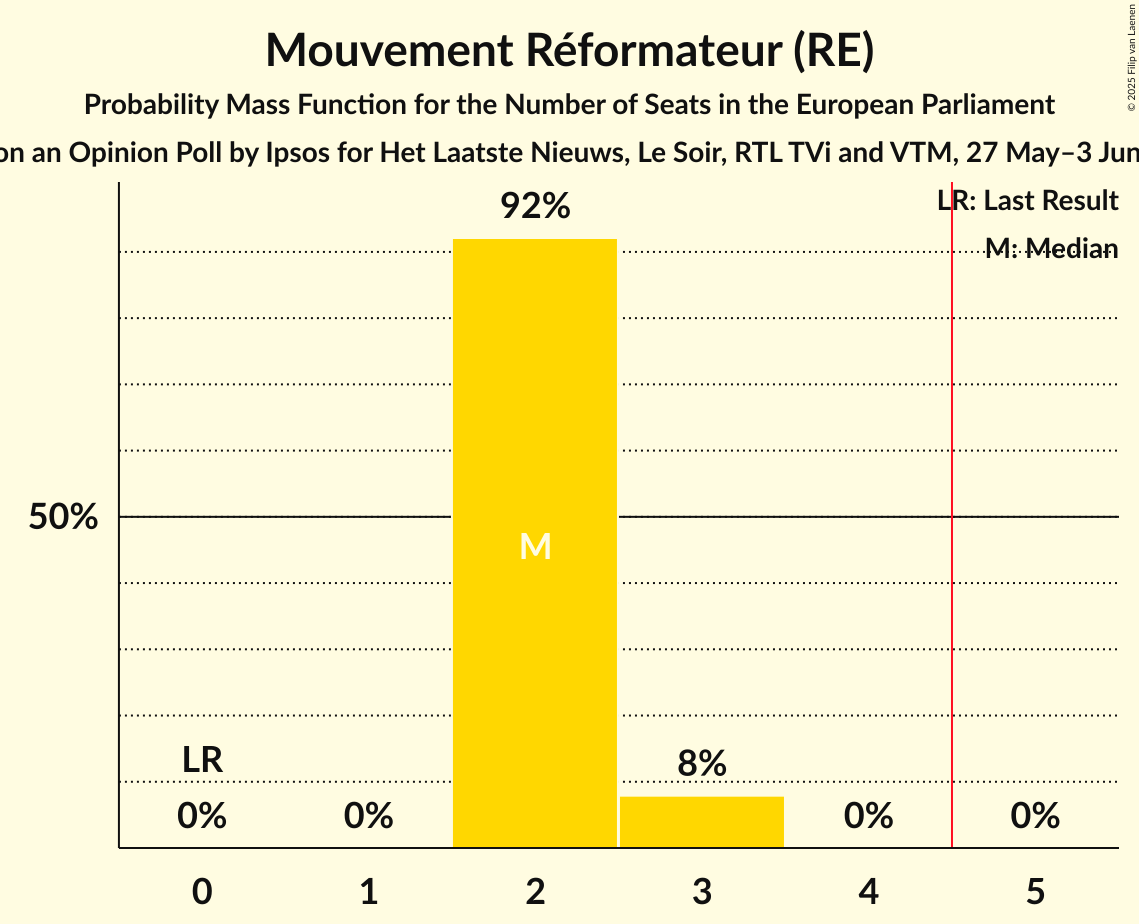 Mouvement Réformateur (RE)
Probability Mass Function for the Number of Seats in the European Parliament
on an Opinion Poll by Ipsos for Het Laatste Nieuws, Le Soir, RTL TVi and VTM, 27 May–3 Jun
© 2025 Filip van Laenen
LR: Last Result
M: Median
92%
50%
M
LR
8%
0% 0% 0% 0%
0 1 2 3 4 5